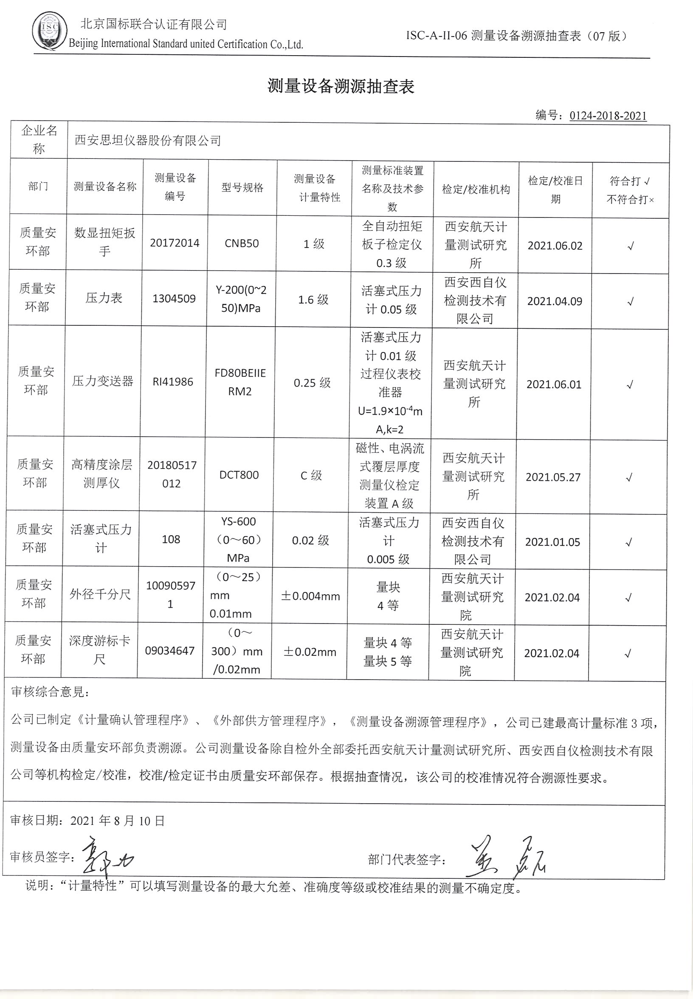 ISC
北京国标联合认证有限公司
Beijing International Standard united Certification Co.,Ltd.
ISC-A-II-06 测量设备溯源抽查表（07 版）
测量设备溯源抽查表
编号：0124-2018-2021
企业名
称
西安思坦仪器股份有限公司
部门
测量设备名称
测量设备
编号
型号规格
测量设备
计量特性
测量标准装置
名称及技术参
数
检定/校准机构
检定/校准日
期
符合打 √
不符合打×
质量安
环部
数显扭矩扳
手
20172014
CNB50
1 级
全自动扭矩
板子检定仪
0.3 级
西安航天计
量测试研究
所
2021.06.02
√
质量安
环部
压力表
1304509
Y-200(0~2
50)MPa
1.6 级
活塞式压力
计 0.05 级
西安西自仪
检测技术有
限公司
2021.04.09
√
质量安
环部
压力变送器
RI41986
FD80BEIIE
RM2
0.25 级
活塞式压力
计 0.01 级
过程仪表校
准器
U=1.9×10⁻⁴m
A,k=2
西安航天计
量测试研究
所
2021.06.01
√
质量安
环部
高精度涂层
测厚仪
20180517
012
DCT800
C 级
磁性、电涡流
式覆层厚度
测量仪检定
装置 A 级
西安航天计
量测试研究
所
2021.05.27
√
质量安
环部
活塞式压力
计
108
YS-600
（0～60）
MPa
0.02 级
活塞式压力
计
0.005 级
西安西自仪
检测技术有
限公司
2021.01.05
√
质量安
环部
外径千分尺
10090597
1
（0～25）
mm
0.01mm
±0.004mm
量块
4 等
西安航天计
量测试研究
院
2021.02.04
√
质量安
环部
深度游标卡
尺
09034647
（0～
300）mm
/0.02mm
±0.02mm
量块 4 等
量块 5 等
西安航天计
量测试研究
院
2021.02.04
√
审核综合意见：
公司已制定《计量确认管理程序》、《外部供方管理程序》，《测量设备溯源管理程序》，公司已建最高计量标准 3 项，
测量设备由质量安环部负责溯源。公司测量设备除自检外全部委托西安航天计量测试研究所、西安西自仪检测技术有限
公司等机构检定/校准，校准/检定证书由质量安环部保存。根据抽查情况，该公司的校准情况符合溯源性要求。
审核日期：2021 年 8 月 10 日
审核员签字：郭力
部门代表签字：
说明：“计量特性”可以填写测量设备的最大允差、准确度等级或校准结果的测量不确定度。